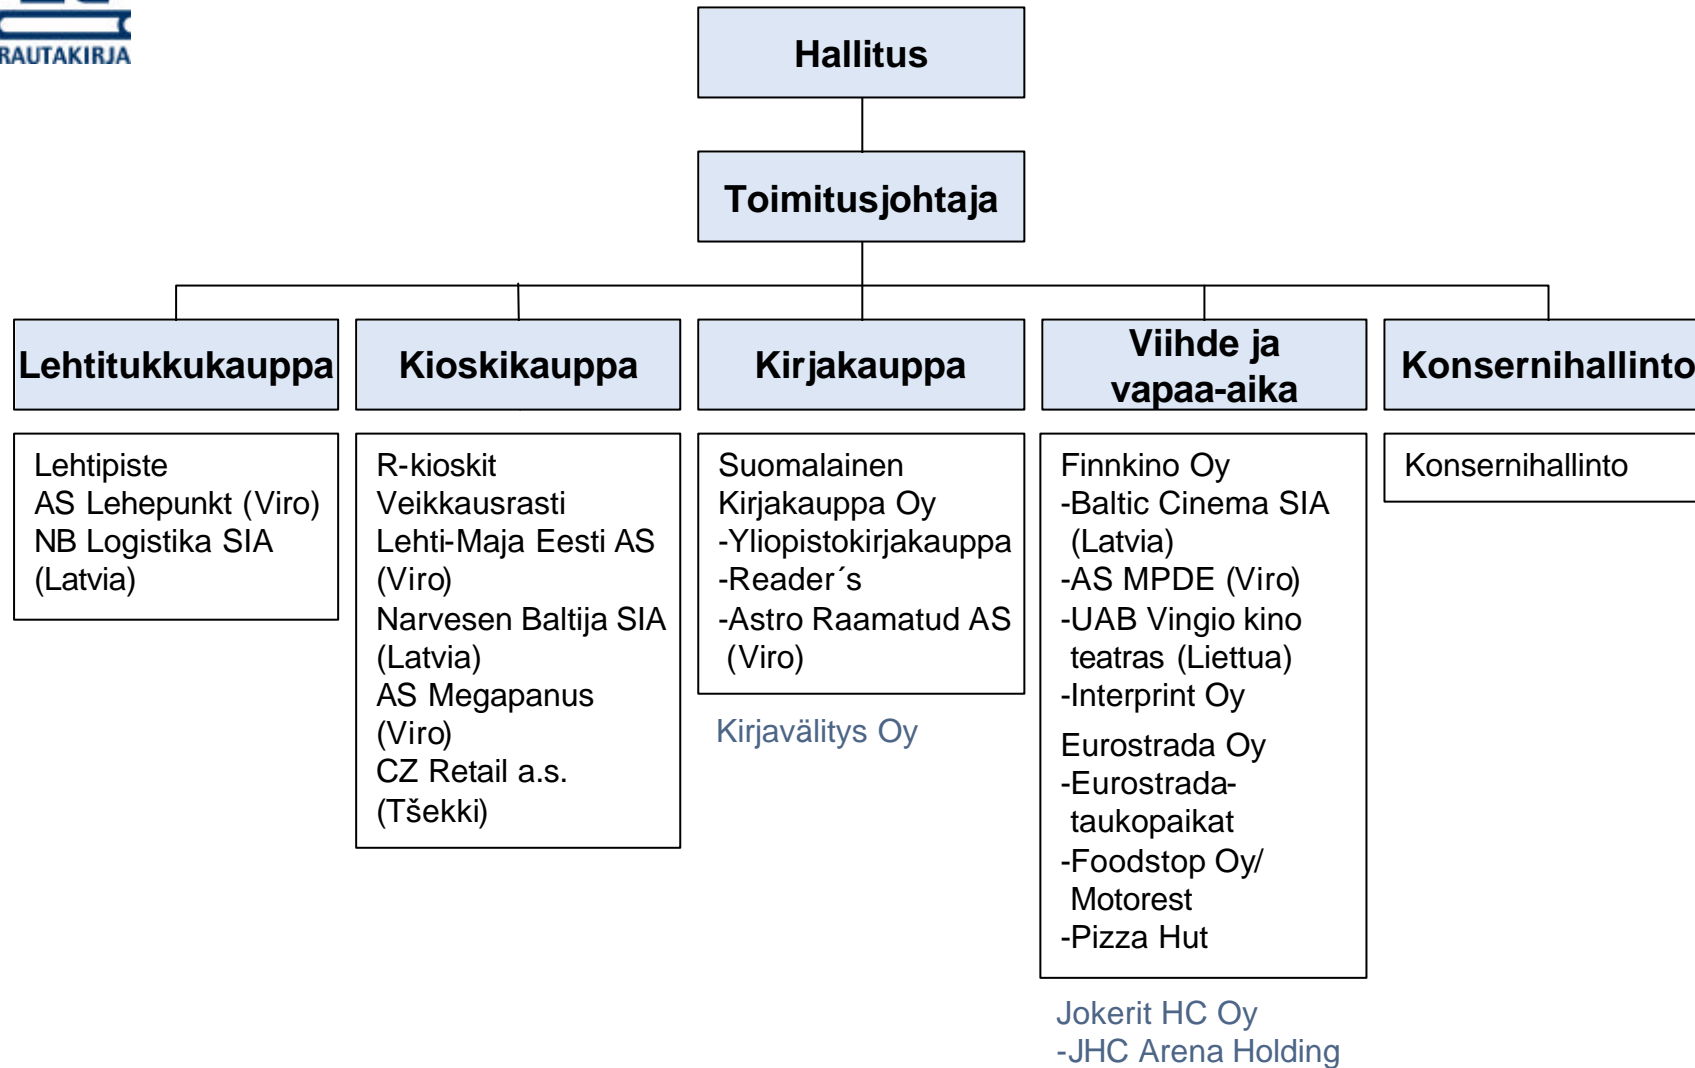 RAUTAKIRJA
Hallitus
Toimitusjohtaja
Lehtitukkukauppa
Lehtipiste
AS Lehepunkt (Viro)
NB Logistika SIA
(Latvia)
Kioskikauppa
R-kioskit
Veikkausrasti
Lehti-Maja Eesti AS
(Viro)
Narvesen Baltija SIA
(Latvia)
AS Megapanus
(Viro)
CZ Retail a.s.
(Tšekki)
Kirjakauppa
Suomalainen
Kirjakauppa Oy
-Yliopistokirjakauppa
-Reader´s
-Astro Raamatud AS
(Viro)
Kirjavälitys Oy
Viihde ja
vapaa-aika
Finnkino Oy
-Baltic Cinema SIA
(Latvia)
-AS MPDE (Viro)
-UAB Vingio kino
teatras (Liettua)
-Interprint Oy
Eurostrada Oy
-Eurostrada-
taukopaikat
-Foodstop Oy/
Motorest
-Pizza Hut
Jokerit HC Oy
-JHC Arena Holding
Konsernihallinto
Konsernihallinto